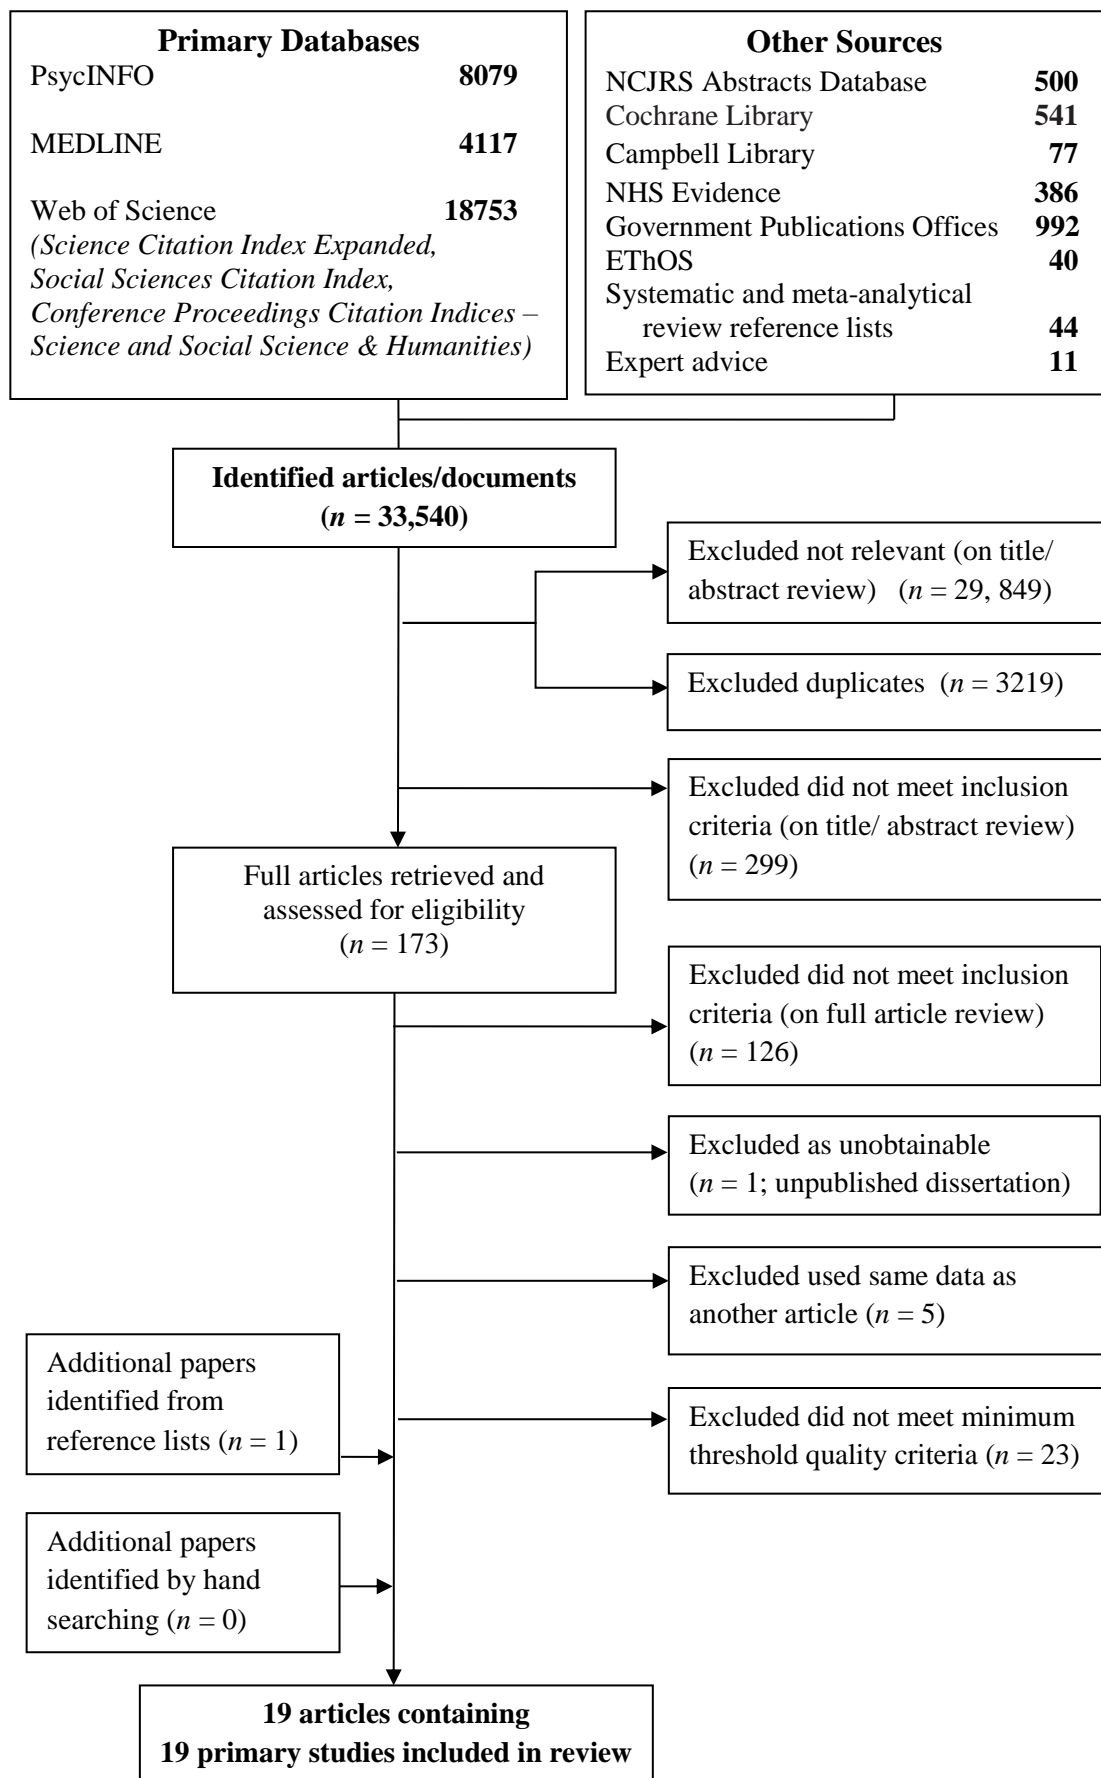 Primary Databases
PsycINFO 8079
MEDLINE 4117
Web of Science 18753
(Science Citation Index Expanded,
Social Sciences Citation Index,
Conference Proceedings Citation Indices –
Science and Social Science & Humanities)
Other Sources
NCJRS Abstracts Database 500
Cochrane Library 541
Campbell Library 77
NHS Evidence 386
Government Publications Offices 992
EThOS 40
Systematic and meta-analytical
review reference lists 44
Expert advice 11
Identified articles/documents
(n = 33,540)
Excluded not relevant (on title/
abstract review) (n = 29, 849)
Excluded duplicates (n = 3219)
Excluded did not meet inclusion
criteria (on title/ abstract review)
(n = 299)
Full articles retrieved and
assessed for eligibility
(n = 173)
Excluded did not meet inclusion
criteria (on full article review)
(n = 126)
Excluded as unobtainable
(n = 1; unpublished dissertation)
Excluded used same data as
another article (n = 5)
Additional papers
identified from
reference lists (n = 1)
Excluded did not meet minimum
threshold quality criteria (n = 23)
Additional papers
identified by hand
searching (n = 0)
19 articles containing
19 primary studies included in review